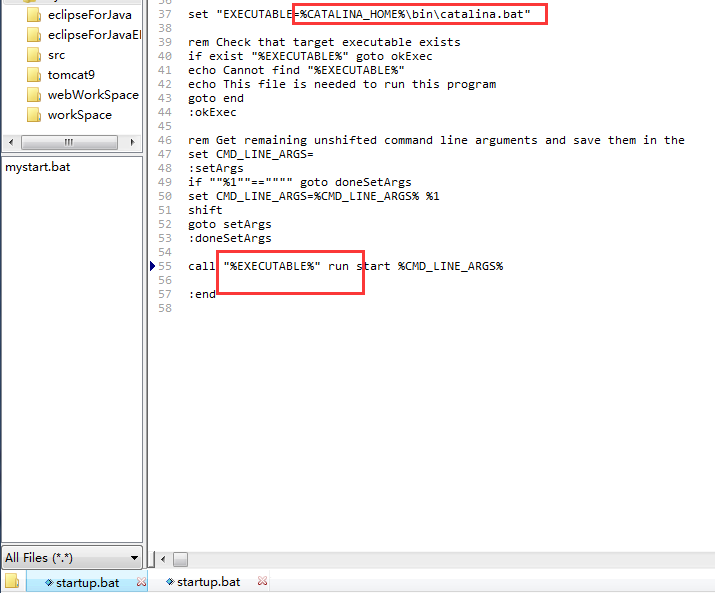 eclipseForJava
eclipseForJavaEl
src
tomcat9
webWorkSpace
workSpace
mystart.bat
All Files (*.*)
37 set "EXECUTABLE=%CATALINA_HOME%\bin\catalina.bat"
38
39 rem Check that target executable exists
40 if exist "%EXECUTABLE%" goto okExec
41 echo Cannot find "%EXECUTABLE%"
42 echo This file is needed to run this program
43 goto end
44 :okExec
45
46 rem Get remaining unshifted command line arguments and save them in the
47 set CMD_LINE_ARGS=
48 :setArgs
49 if ""%1""=="""" goto doneSetArgs
50 set CMD_LINE_ARGS=%CMD_LINE_ARGS% %1
51 shift
52 goto setArgs
53 :doneSetArgs
54
55 call "%EXECUTABLE%" run start %CMD_LINE_ARGS%
56
57 :end
58
startup.bat
startup.bat